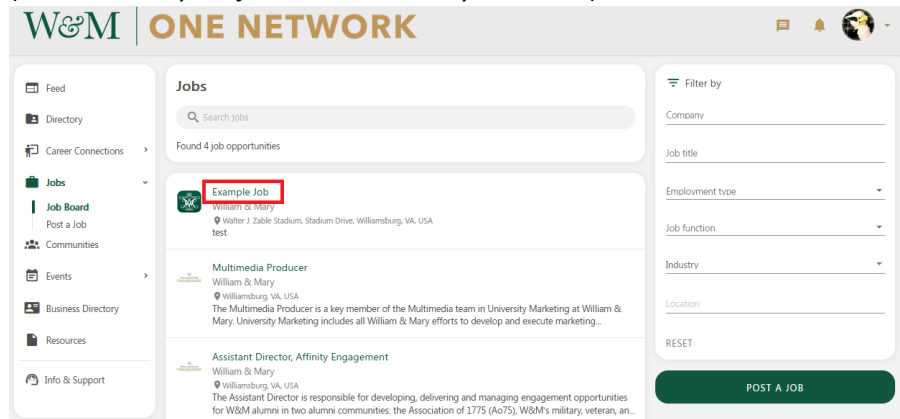 W&M | ONE NETWORK
Feed
Directory
Career Connections
Jobs
Job Board
Post a Job
Communities
Events
Business Directory
Resources
Info & Support
Jobs
Search Jobs
Found 4 job opportunities
Example Job
William & Mary
Walter J. Zable Stadium, Stadium Drive, Williamsburg, VA, USA
test
Multimedia Producer
William & Mary
Williamsburg, VA, USA
The Multimedia Producer is a key member of the Multimedia team in University Marketing at William &
Mary. University Marketing includes all William & Mary efforts to develop and execute marketing...
Assistant Director, Affinity Engagement
William & Mary
Williamsburg, VA, USA
The Assistant Director is responsible for developing, delivering and managing engagement opportunities
for W&M alumni in two alumni communities: the Association of 1775 (Ao75), W&M's military, veteran, an...
Filter by
Company
Job title
Employment type
Job function
Industry
Location
RESET
POST A JOB